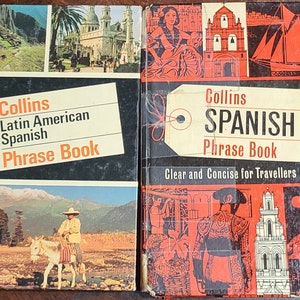 Collins
Latin American
Spanish
Phrase Book
Collins
SPANISH
Phrase Book
Clear and Concise for Travellers